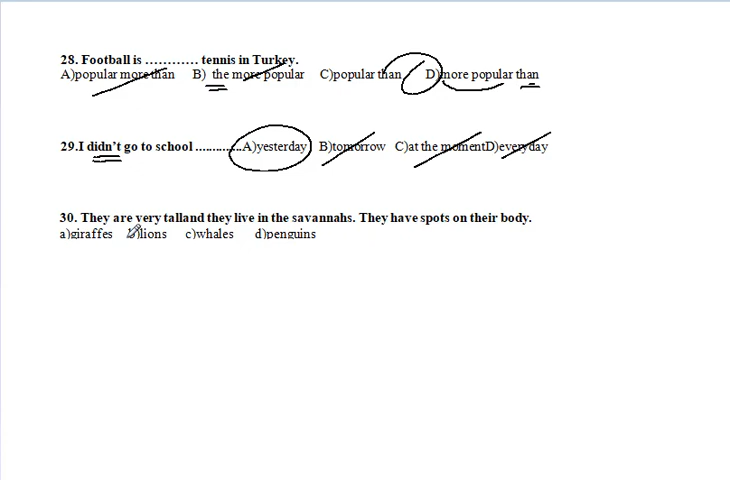 28. Football is ............ tennis in Turkey.
A)popular more than B) the more popular C)popular than D)more popular than
29.I didn't go to school ............A)yesterday B)tomorrow C)at the momentD)everyday
30. They are very talland they live in the savannahs. They have spots on their body.
a)giraffes b)lions c)whales d)penguins